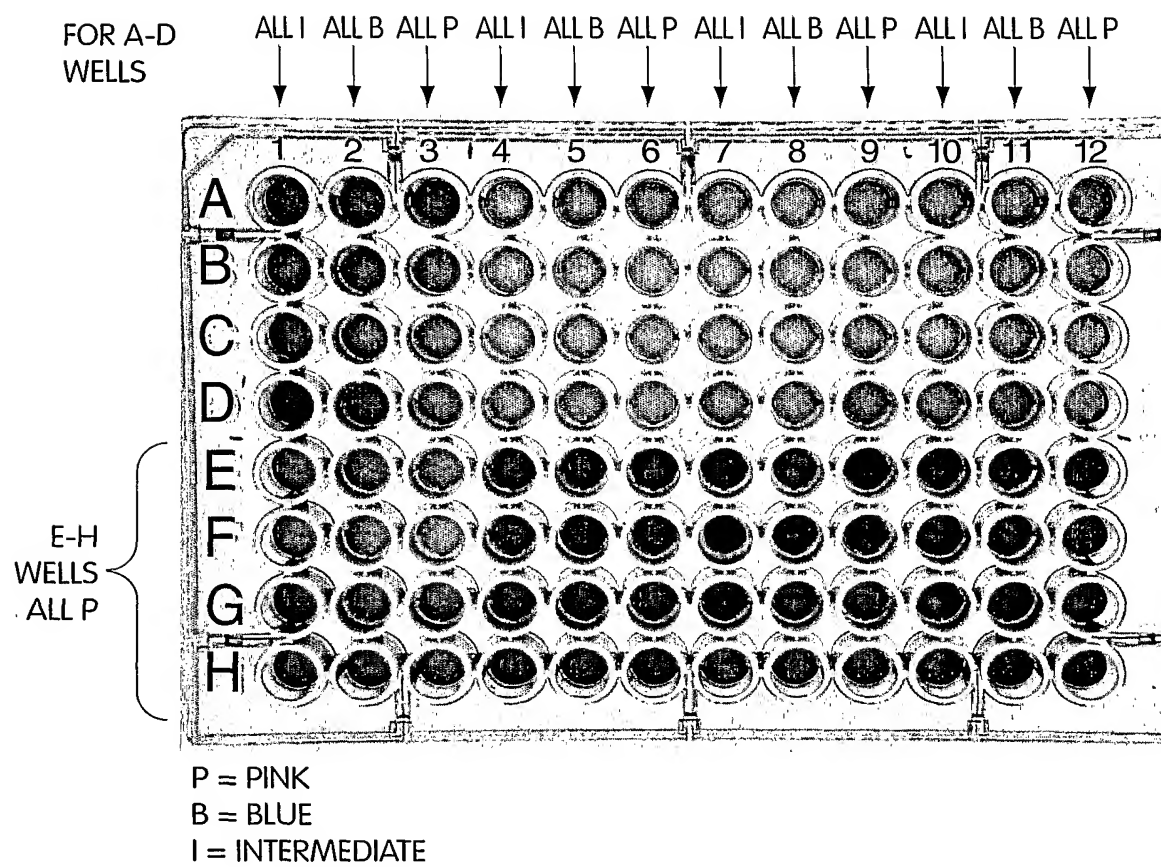 FOR A-D
WELLS
ALL I ALL B ALL P ALL I ALL B ALL P ALL I ALL B ALL P ALL I ALL B ALL P
1 2 3 4 5 6 7 8 9 10 11 12
A
B
C
D
E
F
G
H
E-H
WELLS
ALL P
P = PINK
B = BLUE
I = INTERMEDIATE